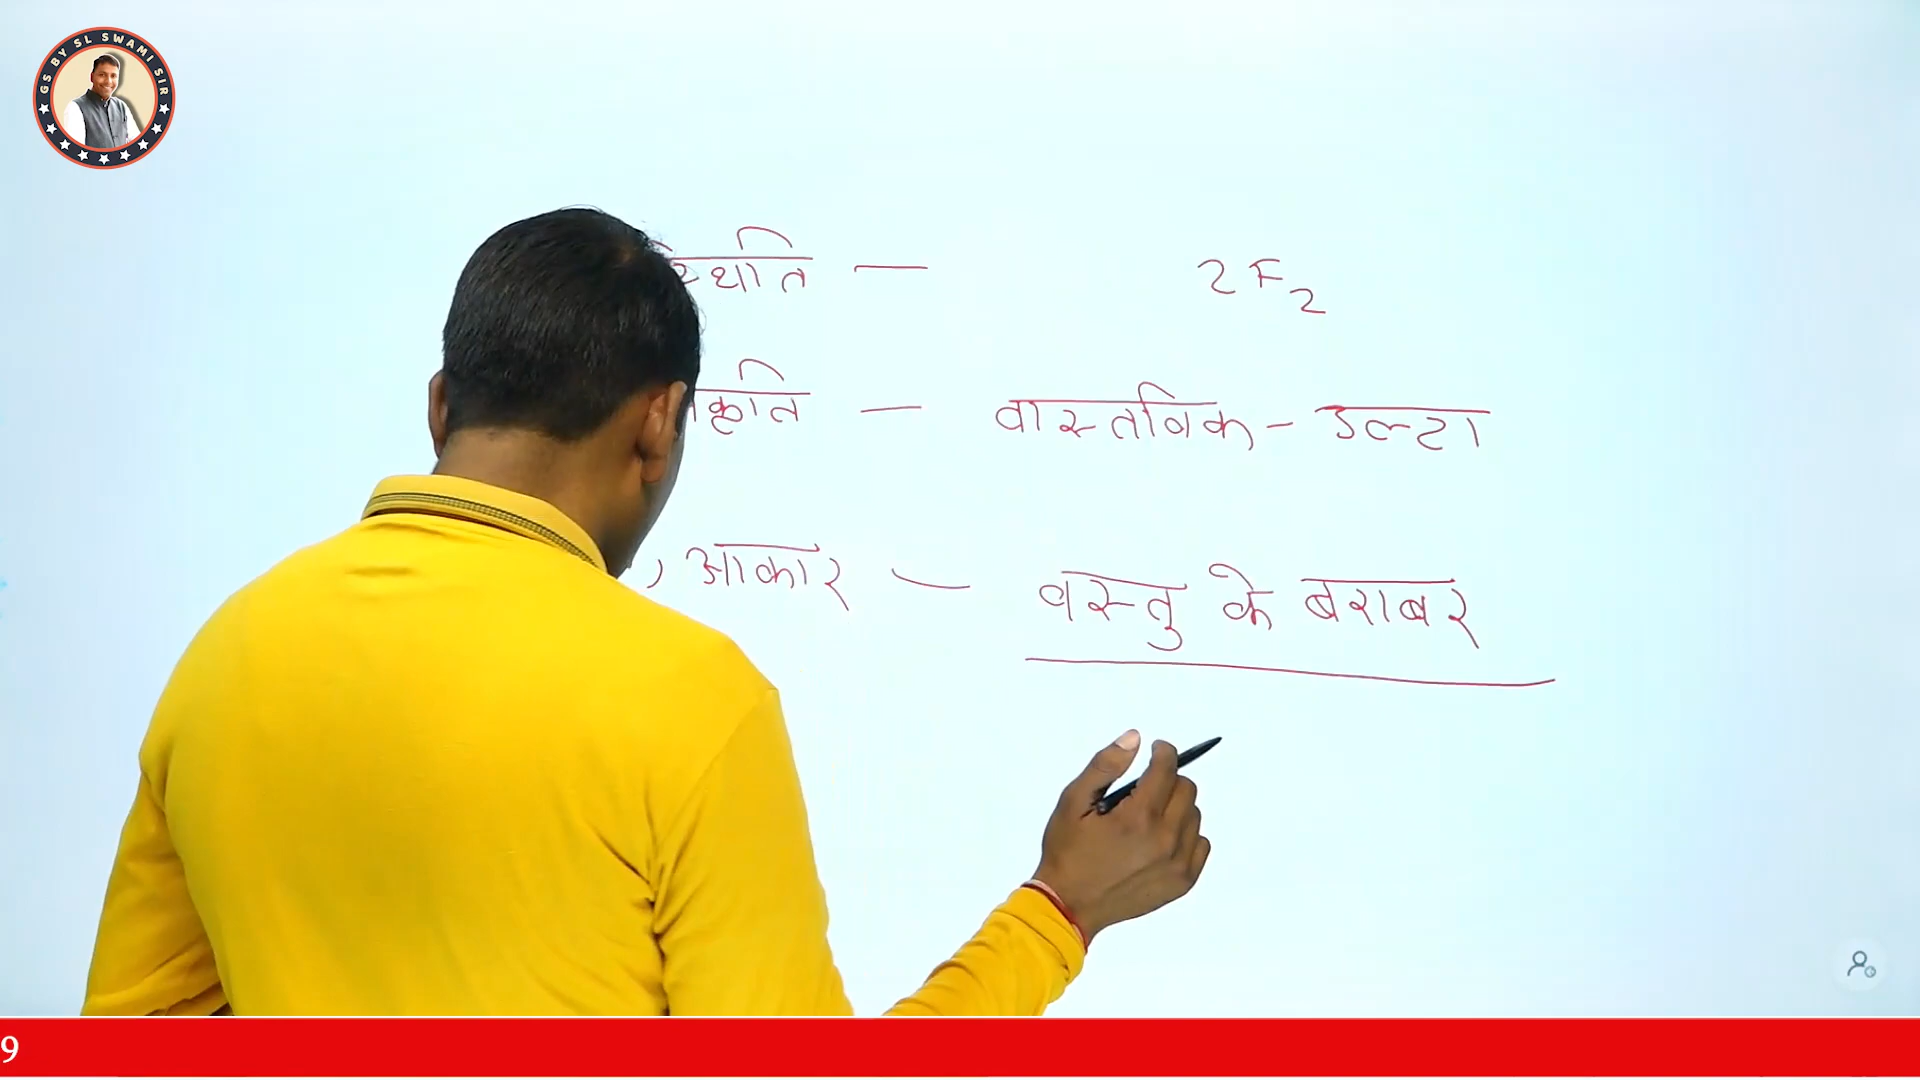 GS BY SL SWAMI SIR
स्थिति — 2F2
— वास्तविक - उल्टा
, आकार — वस्तु के बराबर
9